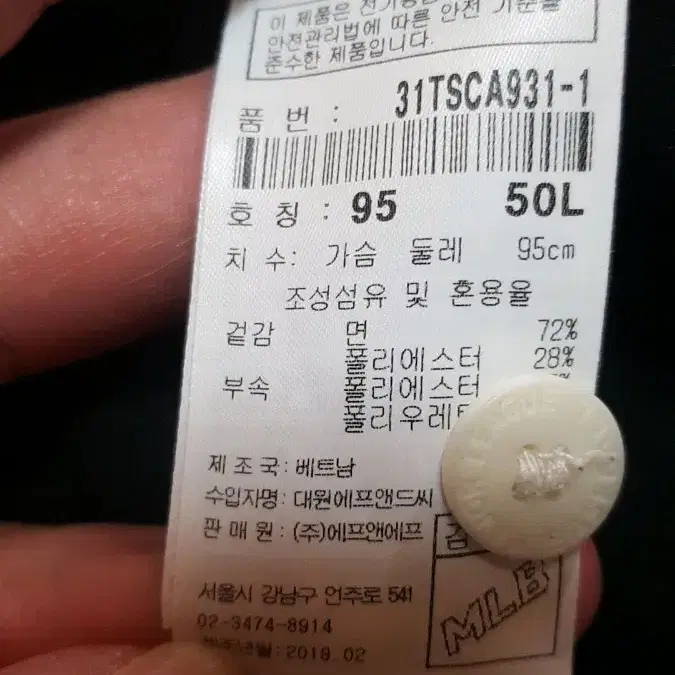 이 제품은 전기용품
안전관리법에 따른 안전 기준을
준수한 제품입니다.
품 번 : 31TSCA931-1
호 칭 : 95 50L
치 수: 가슴 둘레 95cm
조성섬유 및 혼용율
겉감 면 72%
폴리에스터 28%
부속 폴리에스터
폴리우레
제 조 국: 베트남
수입자명: 대원에프앤드씨
판 매 원: (주)에프앤에프
검
MLB
서울시 강남구 언주로 541
02-3474-8914
2018.02